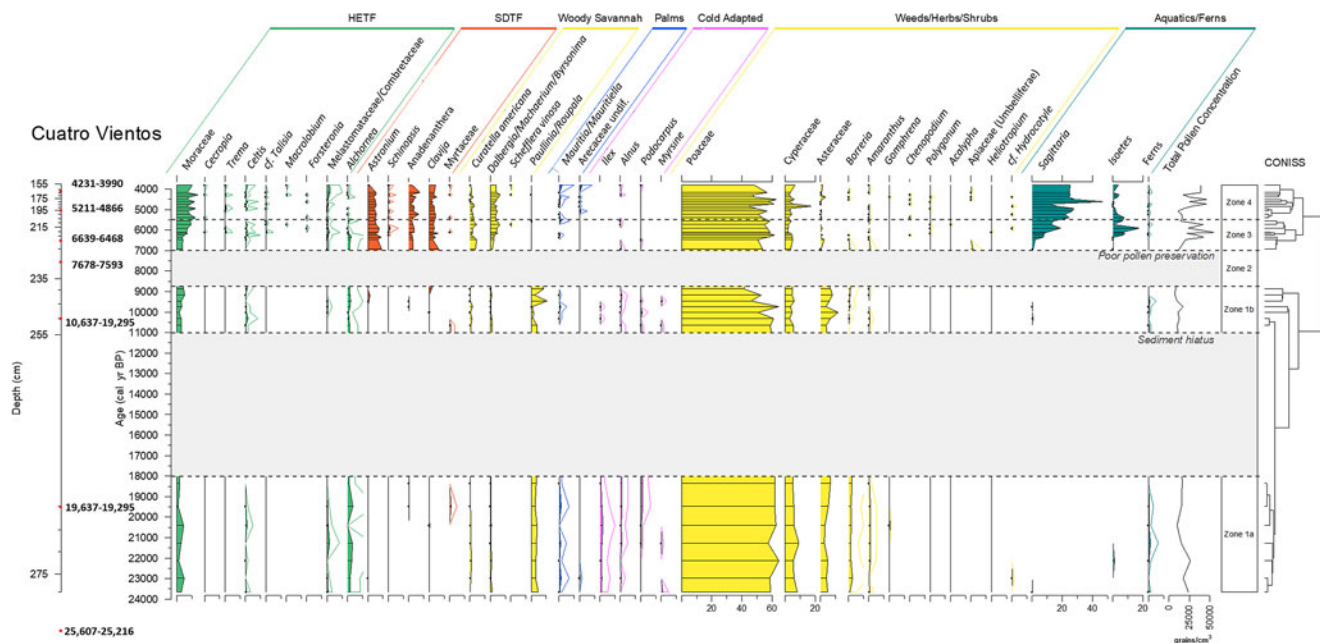 HETF
SDTF
Woody Savannah
Palms
Cold Adapted
Weeds/Herbs/Shrubs
Aquatics/Ferns
Cuatro Vientos
Moraceae
Cecropia
Trema
Celtis
cf. Talisia
Macrolobium
Forsteronia
Melastomataceae/Combretaceae
Alchornea
Astronium
Schinopsis
Anadenanthera
Clavija
Myrtaceae
Curatella americana
Dalbergia/Machaerium/Byrsonima
Scheflera vinosa
Paullinia/Roupala
Mauritia/Mauritiella
Arecaceae undif.
Ilex
Alnus
Podocarpus
Myrsine
Poaceae
Cyperaceae
Asteraceae
Borreria
Amaranthus
Gomphrena
Chenopodium
Polygonum
Acalypha
Apiaceae (Umbelliferae)
Heliotropium
cf. Hydrocotyle
Sagittaria
Isoetes
Ferns
Total Pollen Concentration
CONISS
Depth (cm)
155
175
195
215
235
255
275
4231-3990
5211-4866
6639-6468
7678-7593
10,637-19,295
19,637-19,295
25,607-25,216
Age (cal yr BP)
4000
5000
6000
7000
8000
9000
10000
11000
12000
13000
14000
15000
16000
17000
18000
19000
20000
21000
22000
23000
24000
Zone 4
Zone 3
Poor pollen preservation
Zone 2
Zone 1b
Sediment hiatus
Zone 1a
20 40 60
20
20 40
0 25000 50000
grains/cm³